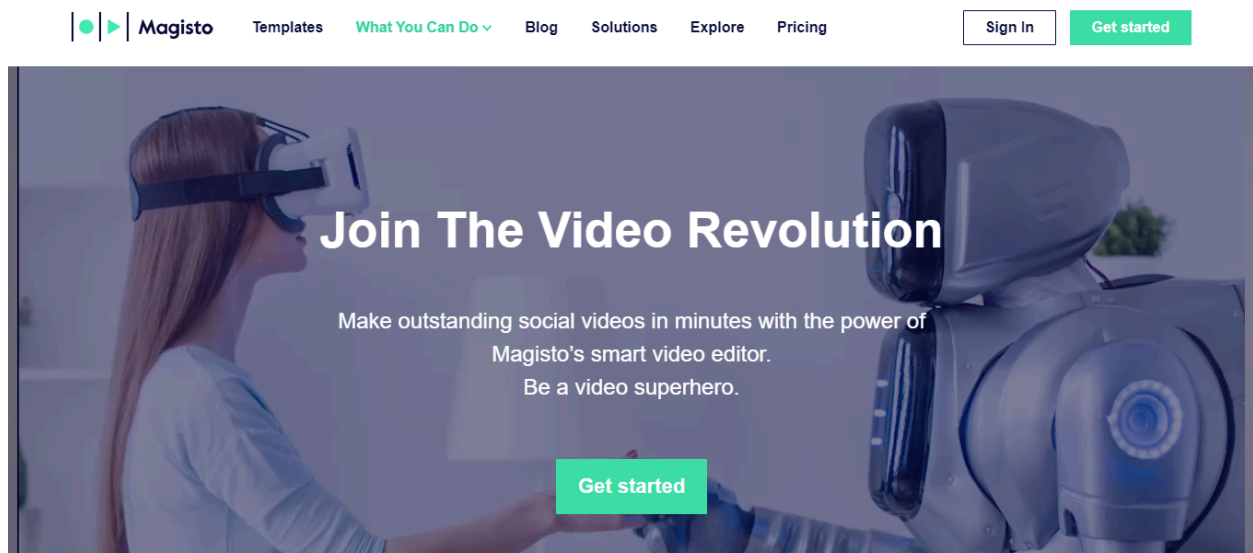 Magisto
Templates
What You Can Do
Blog
Solutions
Explore
Pricing
Sign In
Get started
Join The Video Revolution
Make outstanding social videos in minutes with the power of
Magisto’s smart video editor.
Be a video superhero.
Get started